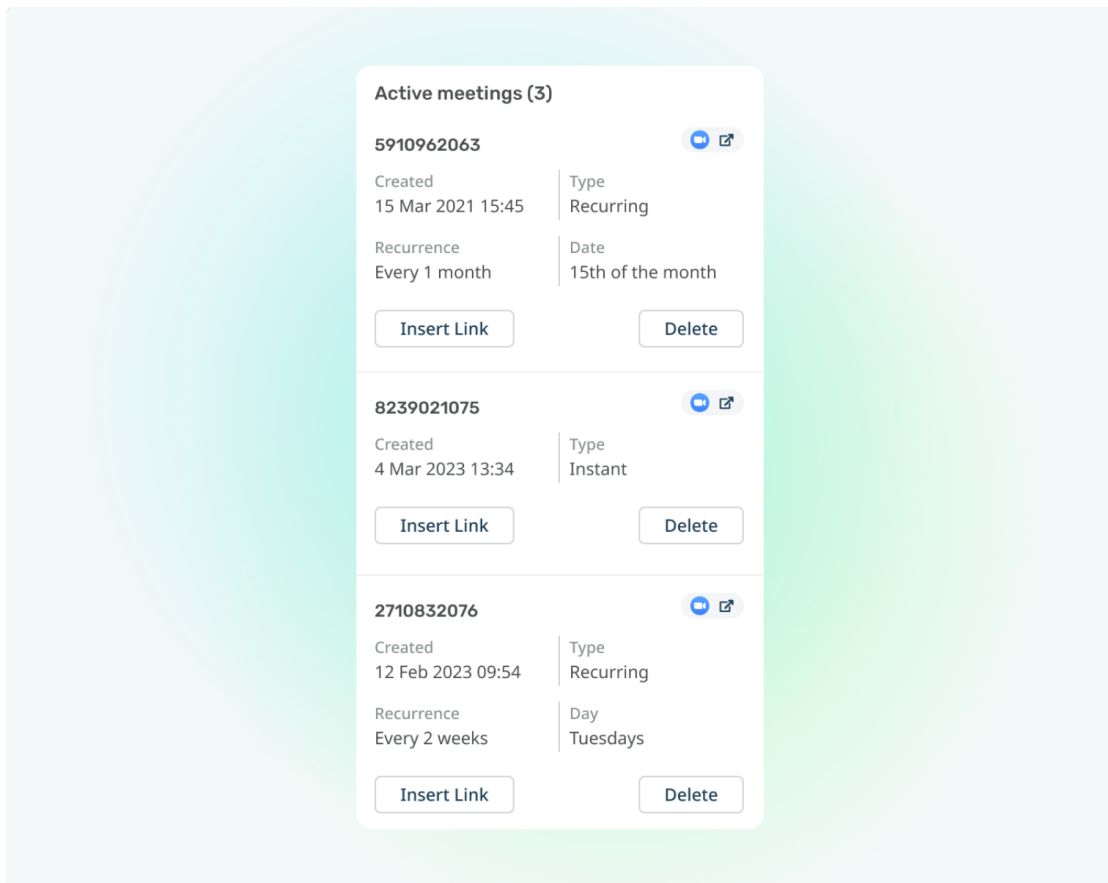 Active meetings (3)
5910962063
Created
Type
15 Mar 2021 15:45
Recurring
Recurrence
Date
Every 1 month
15th of the month
Insert Link
Delete
8239021075
Created
Type
4 Mar 2023 13:34
Instant
Insert Link
Delete
2710832076
Created
Type
12 Feb 2023 09:54
Recurring
Recurrence
Day
Every 2 weeks
Tuesdays
Insert Link
Delete